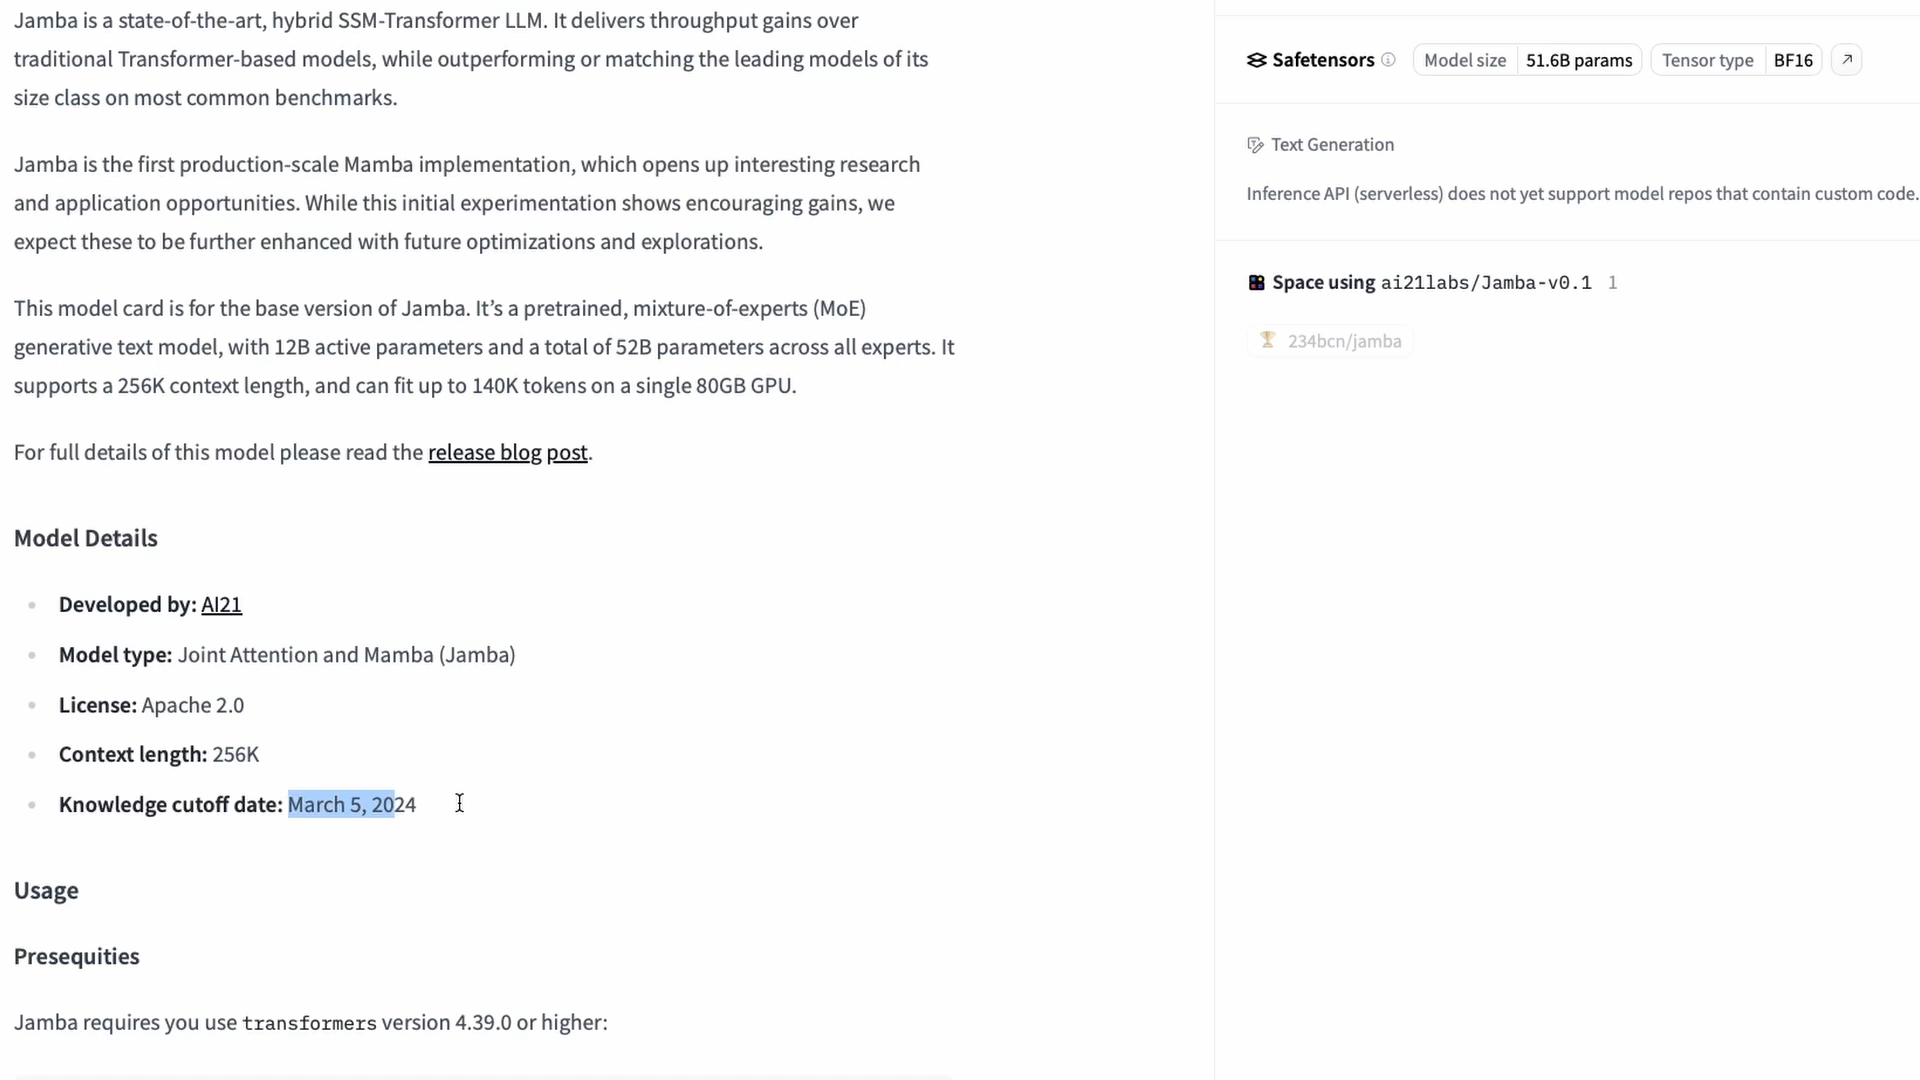 Jamba is a state-of-the-art, hybrid SSM-Transformer LLM. It delivers throughput gains over
traditional Transformer-based models, while outperforming or matching the leading models of its
size class on most common benchmarks.
Jamba is the first production-scale Mamba implementation, which opens up interesting research
and application opportunities. While this initial experimentation shows encouraging gains, we
expect these to be further enhanced with future optimizations and explorations.
This model card is for the base version of Jamba. It’s a pretrained, mixture-of-experts (MoE)
generative text model, with 12B active parameters and a total of 52B parameters across all experts. It
supports a 256K context length, and can fit up to 140K tokens on a single 80GB GPU.
For full details of this model please read the release blog post.
Model Details
Developed by: AI21
Model type: Joint Attention and Mamba (Jamba)
License: Apache 2.0
Context length: 256K
Knowledge cutoff date: March 5, 2024
Usage
Presequities
Jamba requires you use transformers version 4.39.0 or higher:
Safetensors Model size 51.6B params Tensor type BF16
Text Generation
Inference API (serverless) does not yet support model repos that contain custom code.
Space using ai21labs/Jamba-v0.1 1
234bcn/jamba